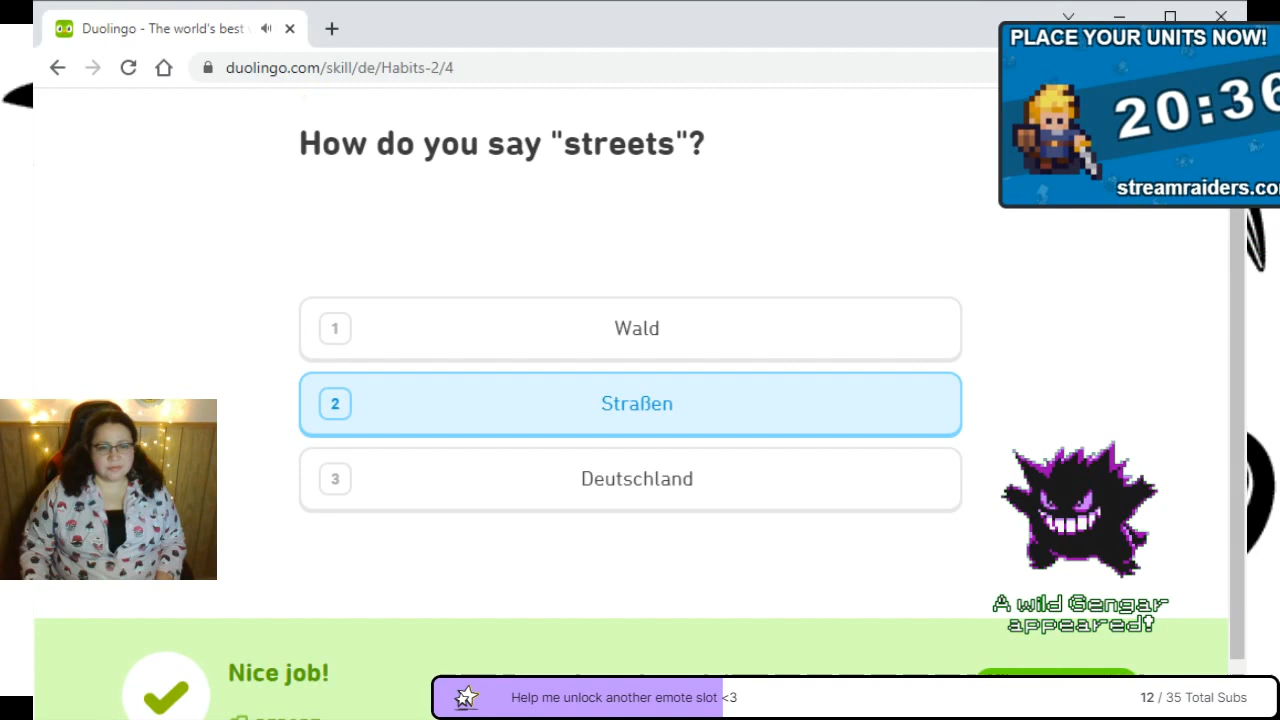 Duolingo - The world's best
duolingo.com/skill/de/Habits-2/4
PLACE YOUR UNITS NOW!
20:36
streamraiders.co
How do you say "streets"?
1 Wald
2 Straßen
3 Deutschland
A wild Gengar
appeared!
Nice job!
Help me unlock another emote slot <3
12 / 35 Total Subs